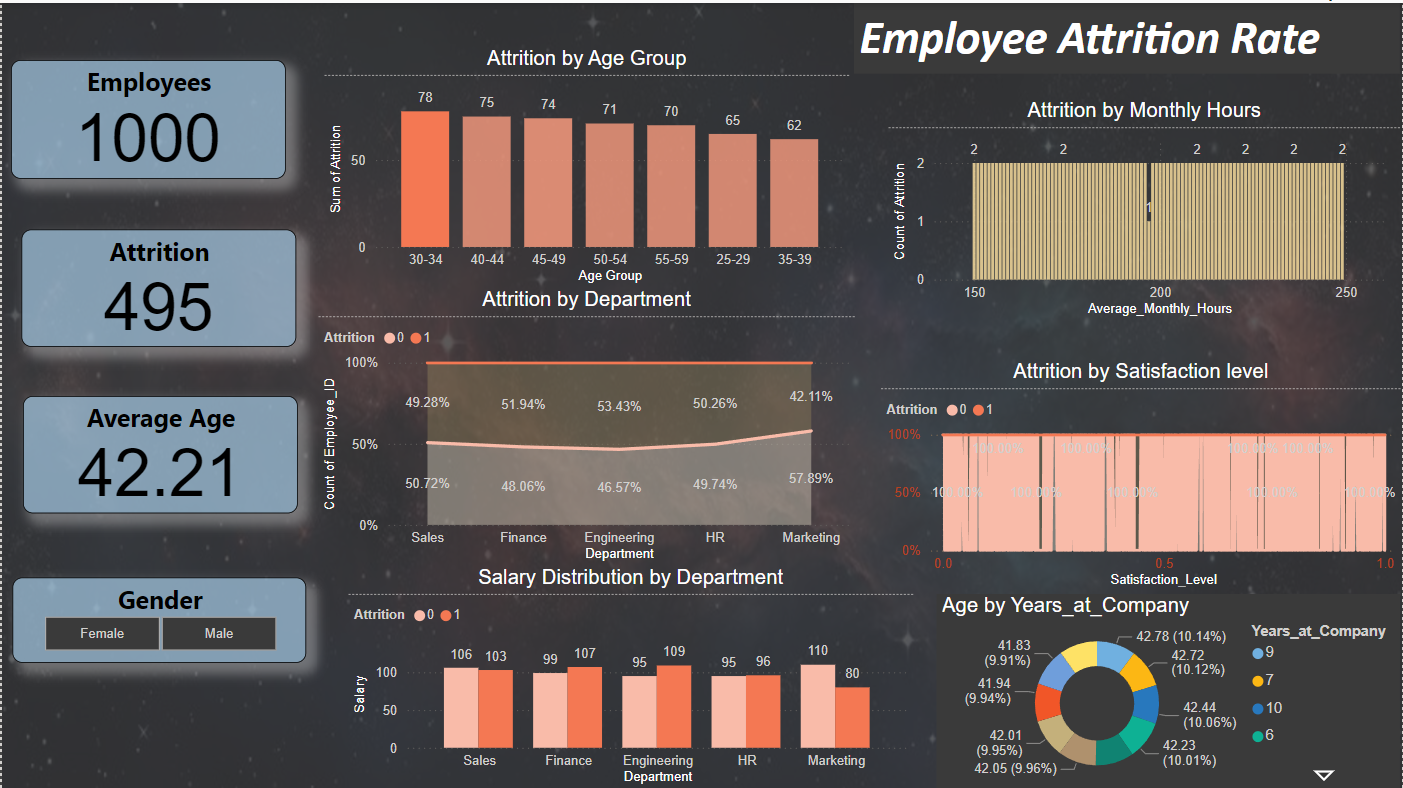 Employee Attrition Rate
Employees
1000
Attrition
495
Average Age
42.21
Gender
Female
Male
Attrition by Age Group
78
75
74
71
70
65
62
Sum of Attrition
50
0
30-34
40-44
45-49
50-54
55-59
25-29
35-39
Age Group
Attrition by Department
Attrition
0
1
100%
50%
0%
Count of Employee_ID
49.28%
51.94%
53.43%
50.26%
42.11%
50.72%
48.06%
46.57%
49.74%
57.89%
Sales
Finance
Engineering
HR
Marketing
Department
Salary Distribution by Department
Attrition
0
1
Salary
100
50
0
106
103
99
107
95
109
95
96
110
80
Sales
Finance
Engineering
HR
Marketing
Department
Attrition by Monthly Hours
2
2
2
2
2
2
1
Count of Attrition
2
1
0
150
200
250
Average_Monthly_Hours
Attrition by Satisfaction level
Attrition
0
1
100%
50%
0%
100.00%
100.00%
100.00%
100.00%
100.00%
100.00%
100.00%
100.00%
100.00%
0.0
0.5
1.0
Satisfaction_Level
Age by Years_at_Company
42.78 (10.14%)
42.72
(10.12%)
42.44
(10.06%)
42.23
(10.01%)
42.05 (9.96%)
42.01
(9.95%)
41.94
(9.94%)
41.83
(9.91%)
Years_at_Company
9
7
10
6